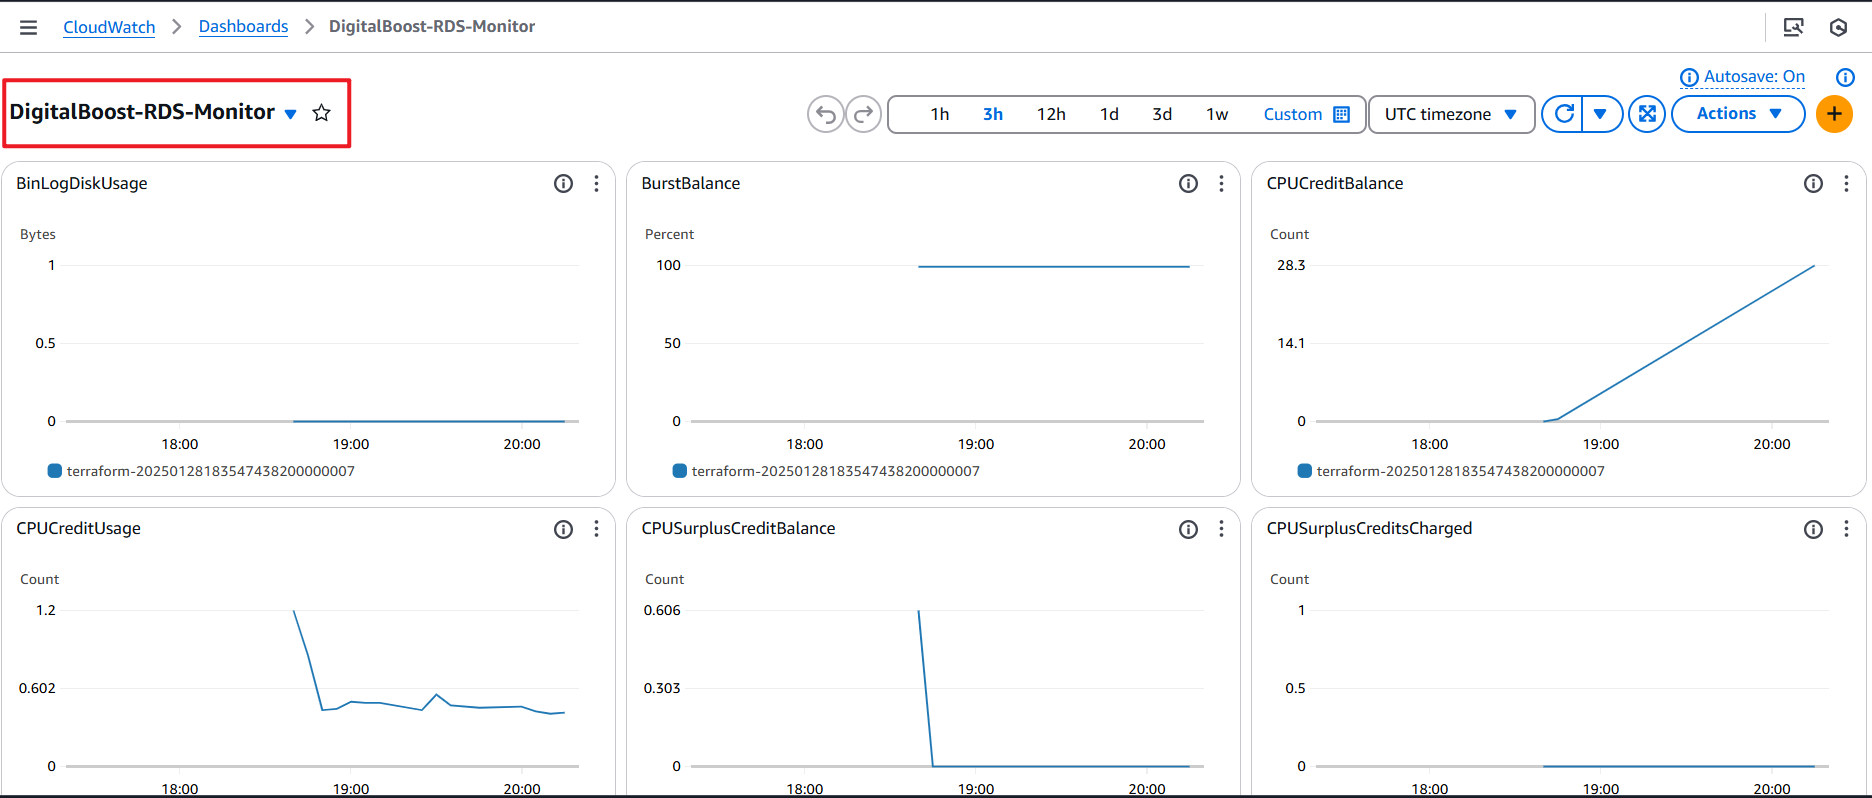 CloudWatch > Dashboards > DigitalBoost-RDS-Monitor
Autosave: On
DigitalBoost-RDS-Monitor
1h 3h 12h 1d 3d 1w Custom UTC timezone Actions +
BinLogDiskUsage
Bytes
1
0.5
0
18:00 19:00 20:00
terraform-20250128183547438200000007
BurstBalance
Percent
100
50
0
18:00 19:00 20:00
terraform-20250128183547438200000007
CPUCreditBalance
Count
28.3
14.1
0
18:00 19:00 20:00
terraform-20250128183547438200000007
CPUCreditUsage
Count
1.2
0.602
0
18:00 19:00 20:00
CPUSurplusCreditBalance
Count
0.606
0.303
0
18:00 19:00 20:00
CPUSurplusCreditsCharged
Count
1
0.5
0
18:00 19:00 20:00